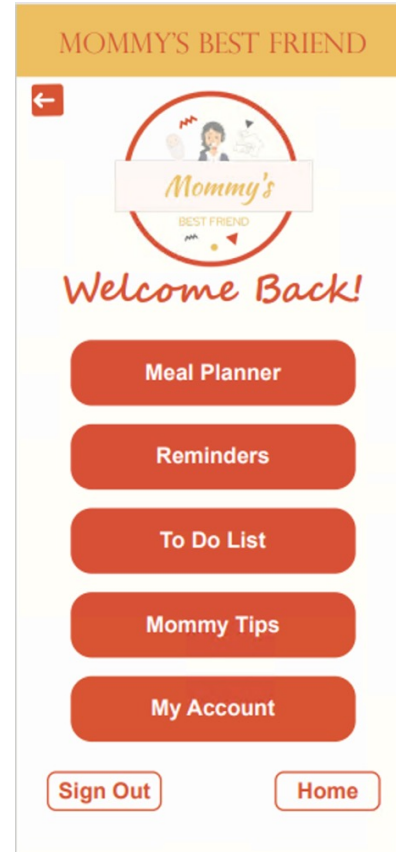 MOMMY'S BEST FRIEND
Mommy's
BEST FRIEND
Welcome Back!
Meal Planner
Reminders
To Do List
Mommy Tips
My Account
Sign Out
Home